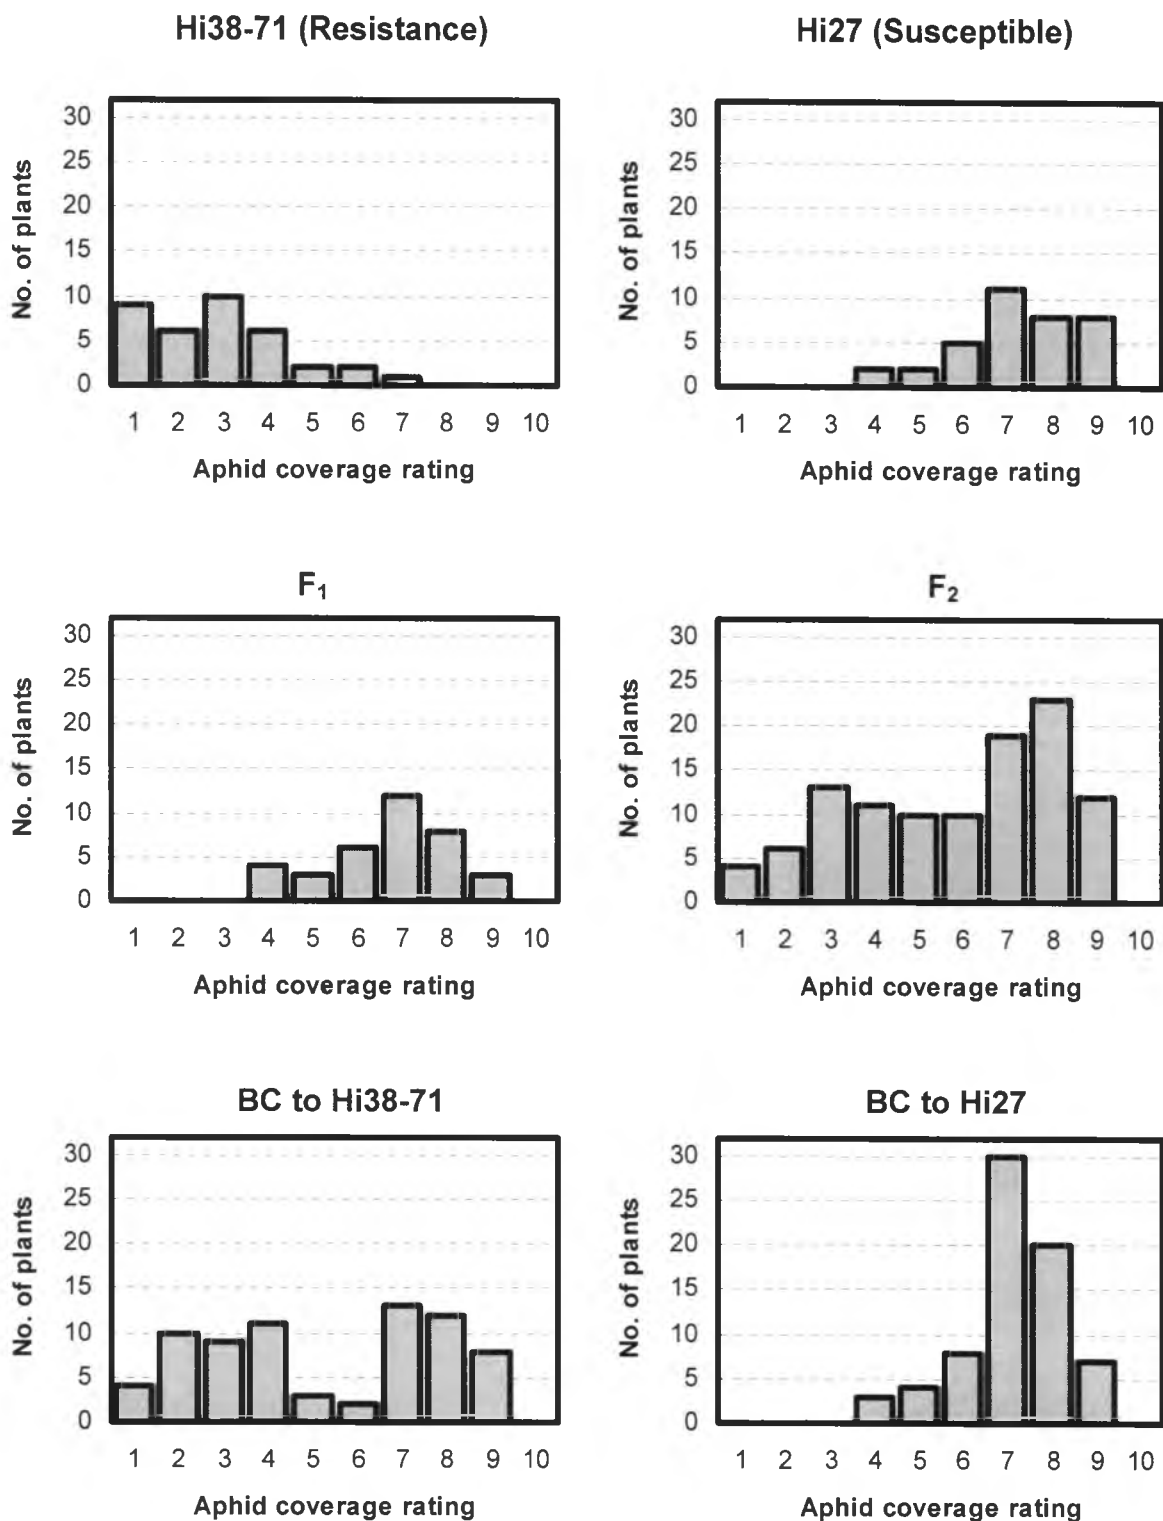 Hi38-71 (Resistance)
No. of plants
30
25
20
15
10
5
0
1 2 3 4 5 6 7 8 9 10
Aphid coverage rating
Hi27 (Susceptible)
No. of plants
30
25
20
15
10
5
0
1 2 3 4 5 6 7 8 9 10
Aphid coverage rating
F₁
No. of plants
30
25
20
15
10
5
0
1 2 3 4 5 6 7 8 9 10
Aphid coverage rating
F₂
No. of plants
30
25
20
15
10
5
0
1 2 3 4 5 6 7 8 9 10
Aphid coverage rating
BC to Hi38-71
No. of plants
30
25
20
15
10
5
0
1 2 3 4 5 6 7 8 9 10
Aphid coverage rating
BC to Hi27
No. of plants
30
25
20
15
10
5
0
1 2 3 4 5 6 7 8 9 10
Aphid coverage rating